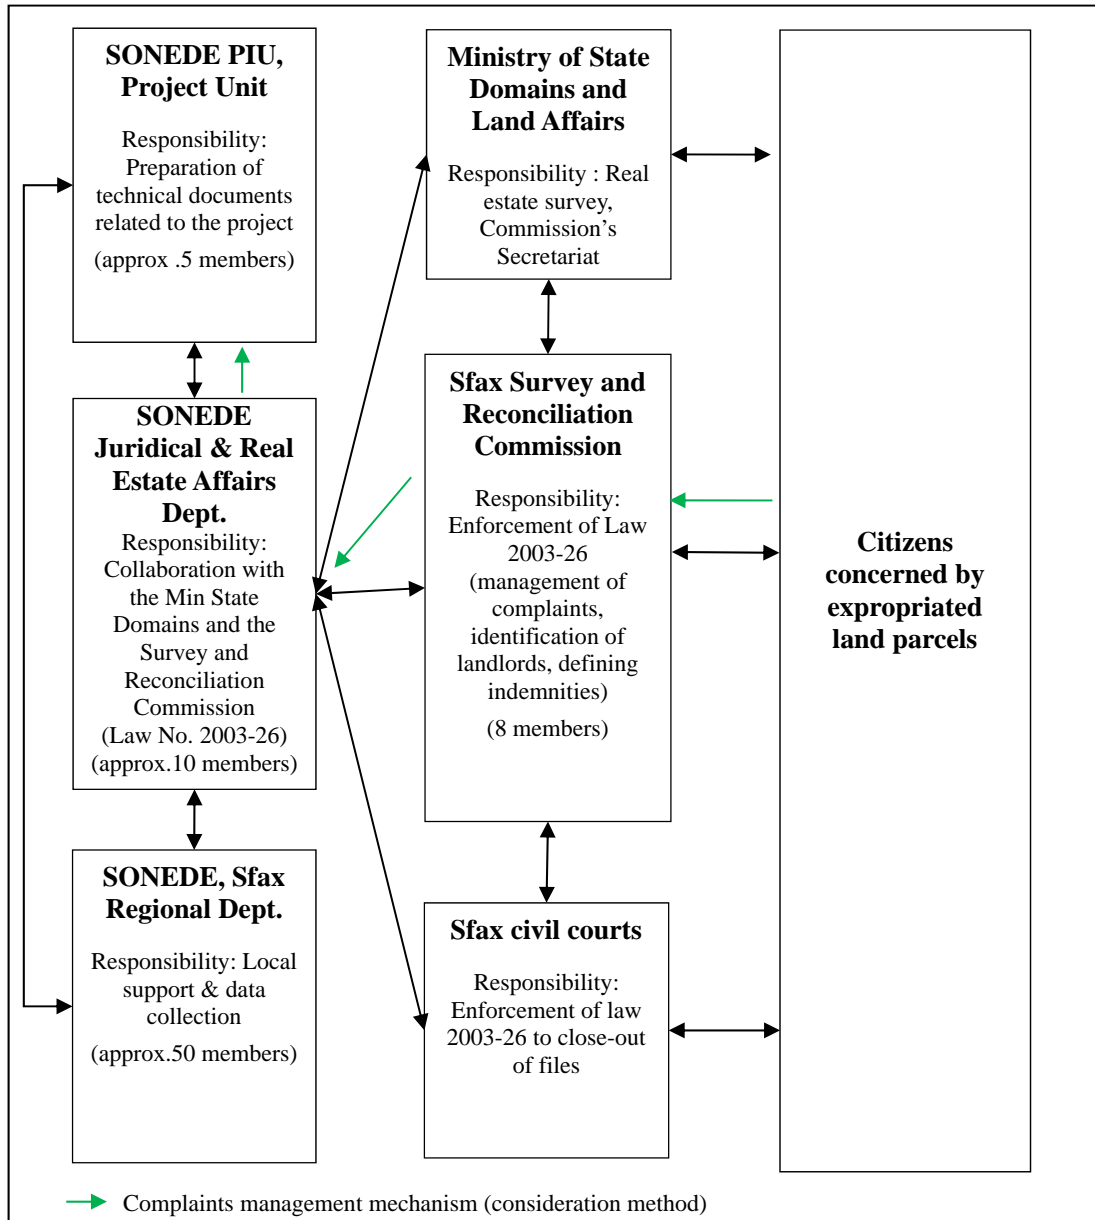 SONEDE PIU,
Project Unit
Responsibility:
Preparation of
technical documents
related to the project
(approx .5 members)
SONEDE
Juridical & Real
Estate Affairs
Dept.
Responsibility:
Collaboration with
the Min State
Domains and the
Survey and
Reconciliation
Commission
(Law No. 2003-26)
(approx.10 members)
SONEDE, Sfax
Regional Dept.
Responsibility: Local
support & data
collection
(approx.50 members)
Ministry of State
Domains and
Land Affairs
Responsibility : Real
estate survey,
Commission’s
Secretariat
Sfax Survey and
Reconciliation
Commission
Responsibility:
Enforcement of Law
2003-26
(management of
complaints,
identification of
landlords, defining
indemnities)
(8 members)
Sfax civil courts
Responsibility:
Enforcement of law
2003-26 to close-out
of files
Citizens
concerned by
expropriated
land parcels
Complaints management mechanism (consideration method)